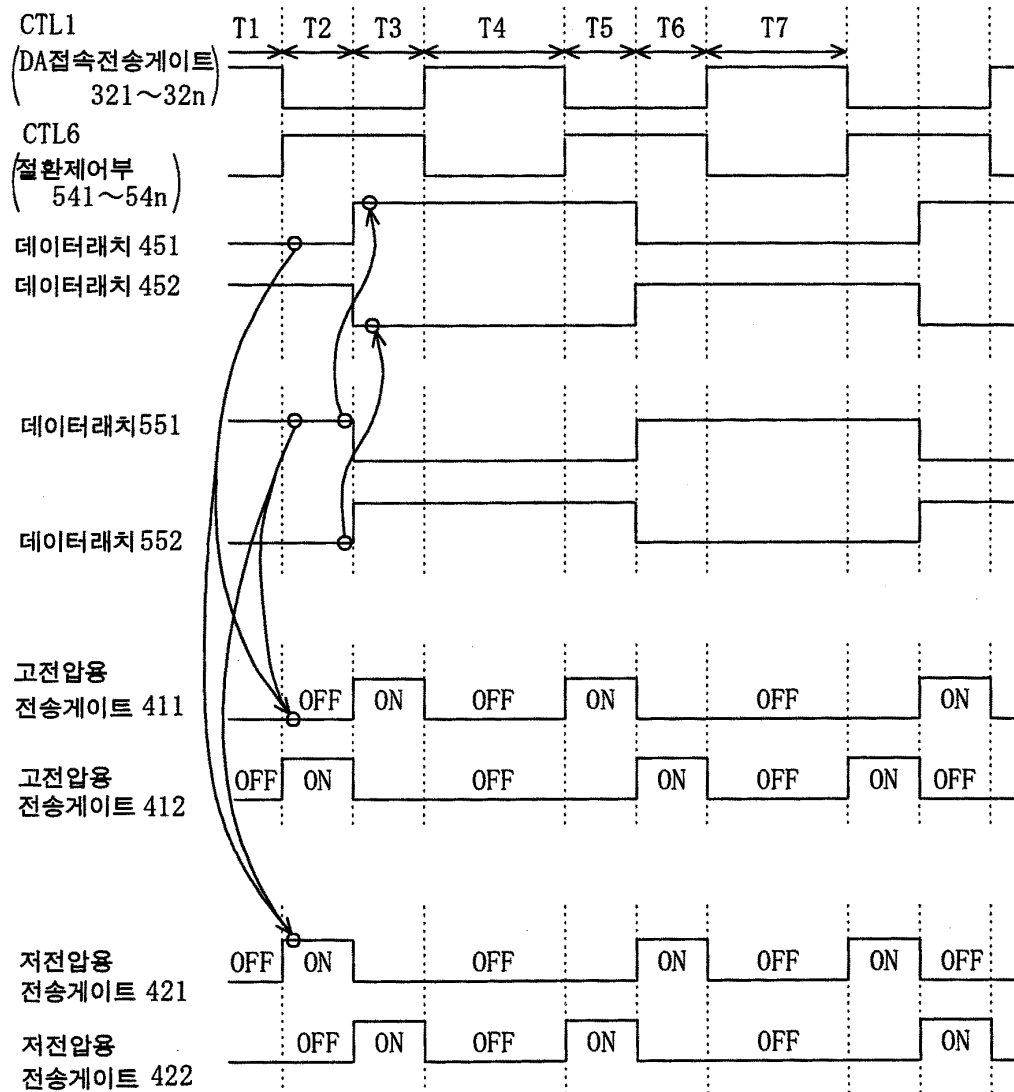 CTL1 T1 T2 T3 T4 T5 T6 T7
(DA접속전송게이트
321～32n)
CTL6
(절환제어부
541～54n)
데이터래치 451
데이터래치 452
데이터래치 551
데이터래치 552
고전압용
전송게이트 411 OFF ON OFF ON OFF ON
고전압용 OFF ON OFF ON OFF ON OFF
전송게이트 412
저전압용 OFF ON OFF ON OFF ON OFF
전송게이트 421
저전압용 OFF ON OFF ON OFF ON
전송게이트 422